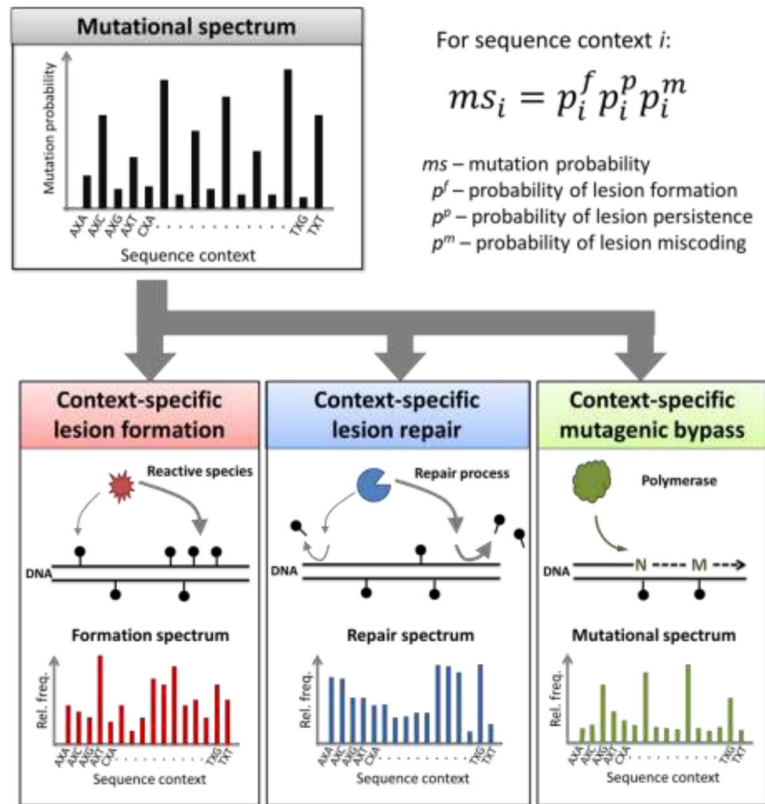 Mutational spectrum
Mutation probability
AXA AXC AXG AXT CXA . . . . . . . . . TXG TXT
Sequence context
For sequence context i:
ms_i = p_i^f p_i^p p_i^m
ms – mutation probability
p^f – probability of lesion formation
p^p – probability of lesion persistence
p^m – probability of lesion miscoding
Context-specific
lesion formation
Reactive species
DNA
Formation spectrum
Rel. freq.
AXA AXC AXG AXT CXA . . . . . . . . . TXG TXT
Sequence context
Context-specific
lesion repair
Repair process
DNA
Repair spectrum
Rel. freq.
AXA AXC AXG AXT CXA . . . . . . . . . TXG TXT
Sequence context
Context-specific
mutagenic bypass
Polymerase
DNA N M
Mutational spectrum
Rel. freq.
AXA AXC AXG AXT CXA . . . . . . . . . TXG TXT
Sequence context